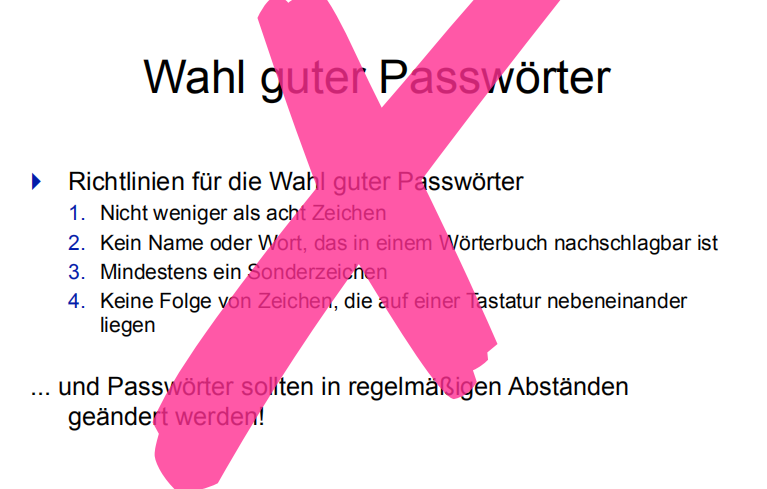 Wahl guter Passwörter
Richtlinien für die Wahl guter Passwörter
1. Nicht weniger als acht Zeichen
2. Kein Name oder Wort, das in einem Wörterbuch nachschlagbar ist
3. Mindestens ein Sonderzeichen
4. Keine Folge von Zeichen, die auf einer Tastatur nebeneinander
liegen
... und Passwörter sollten in regelmäßigen Abständen
geändert werden!